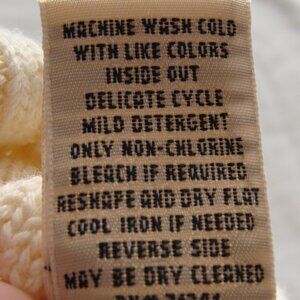 MACHINE WASH COLD
WITH LIKE COLORS
INSIDE OUT
DELICATE CYCLE
MILD DETERGENT
ONLY NON-CHLORINE
BLEACH IF REQUIRED
RESHAPE AND DRY FLAT
COOL IRON IF NEEDED
REVERSE SIDE
MAY BE DRY CLEANED